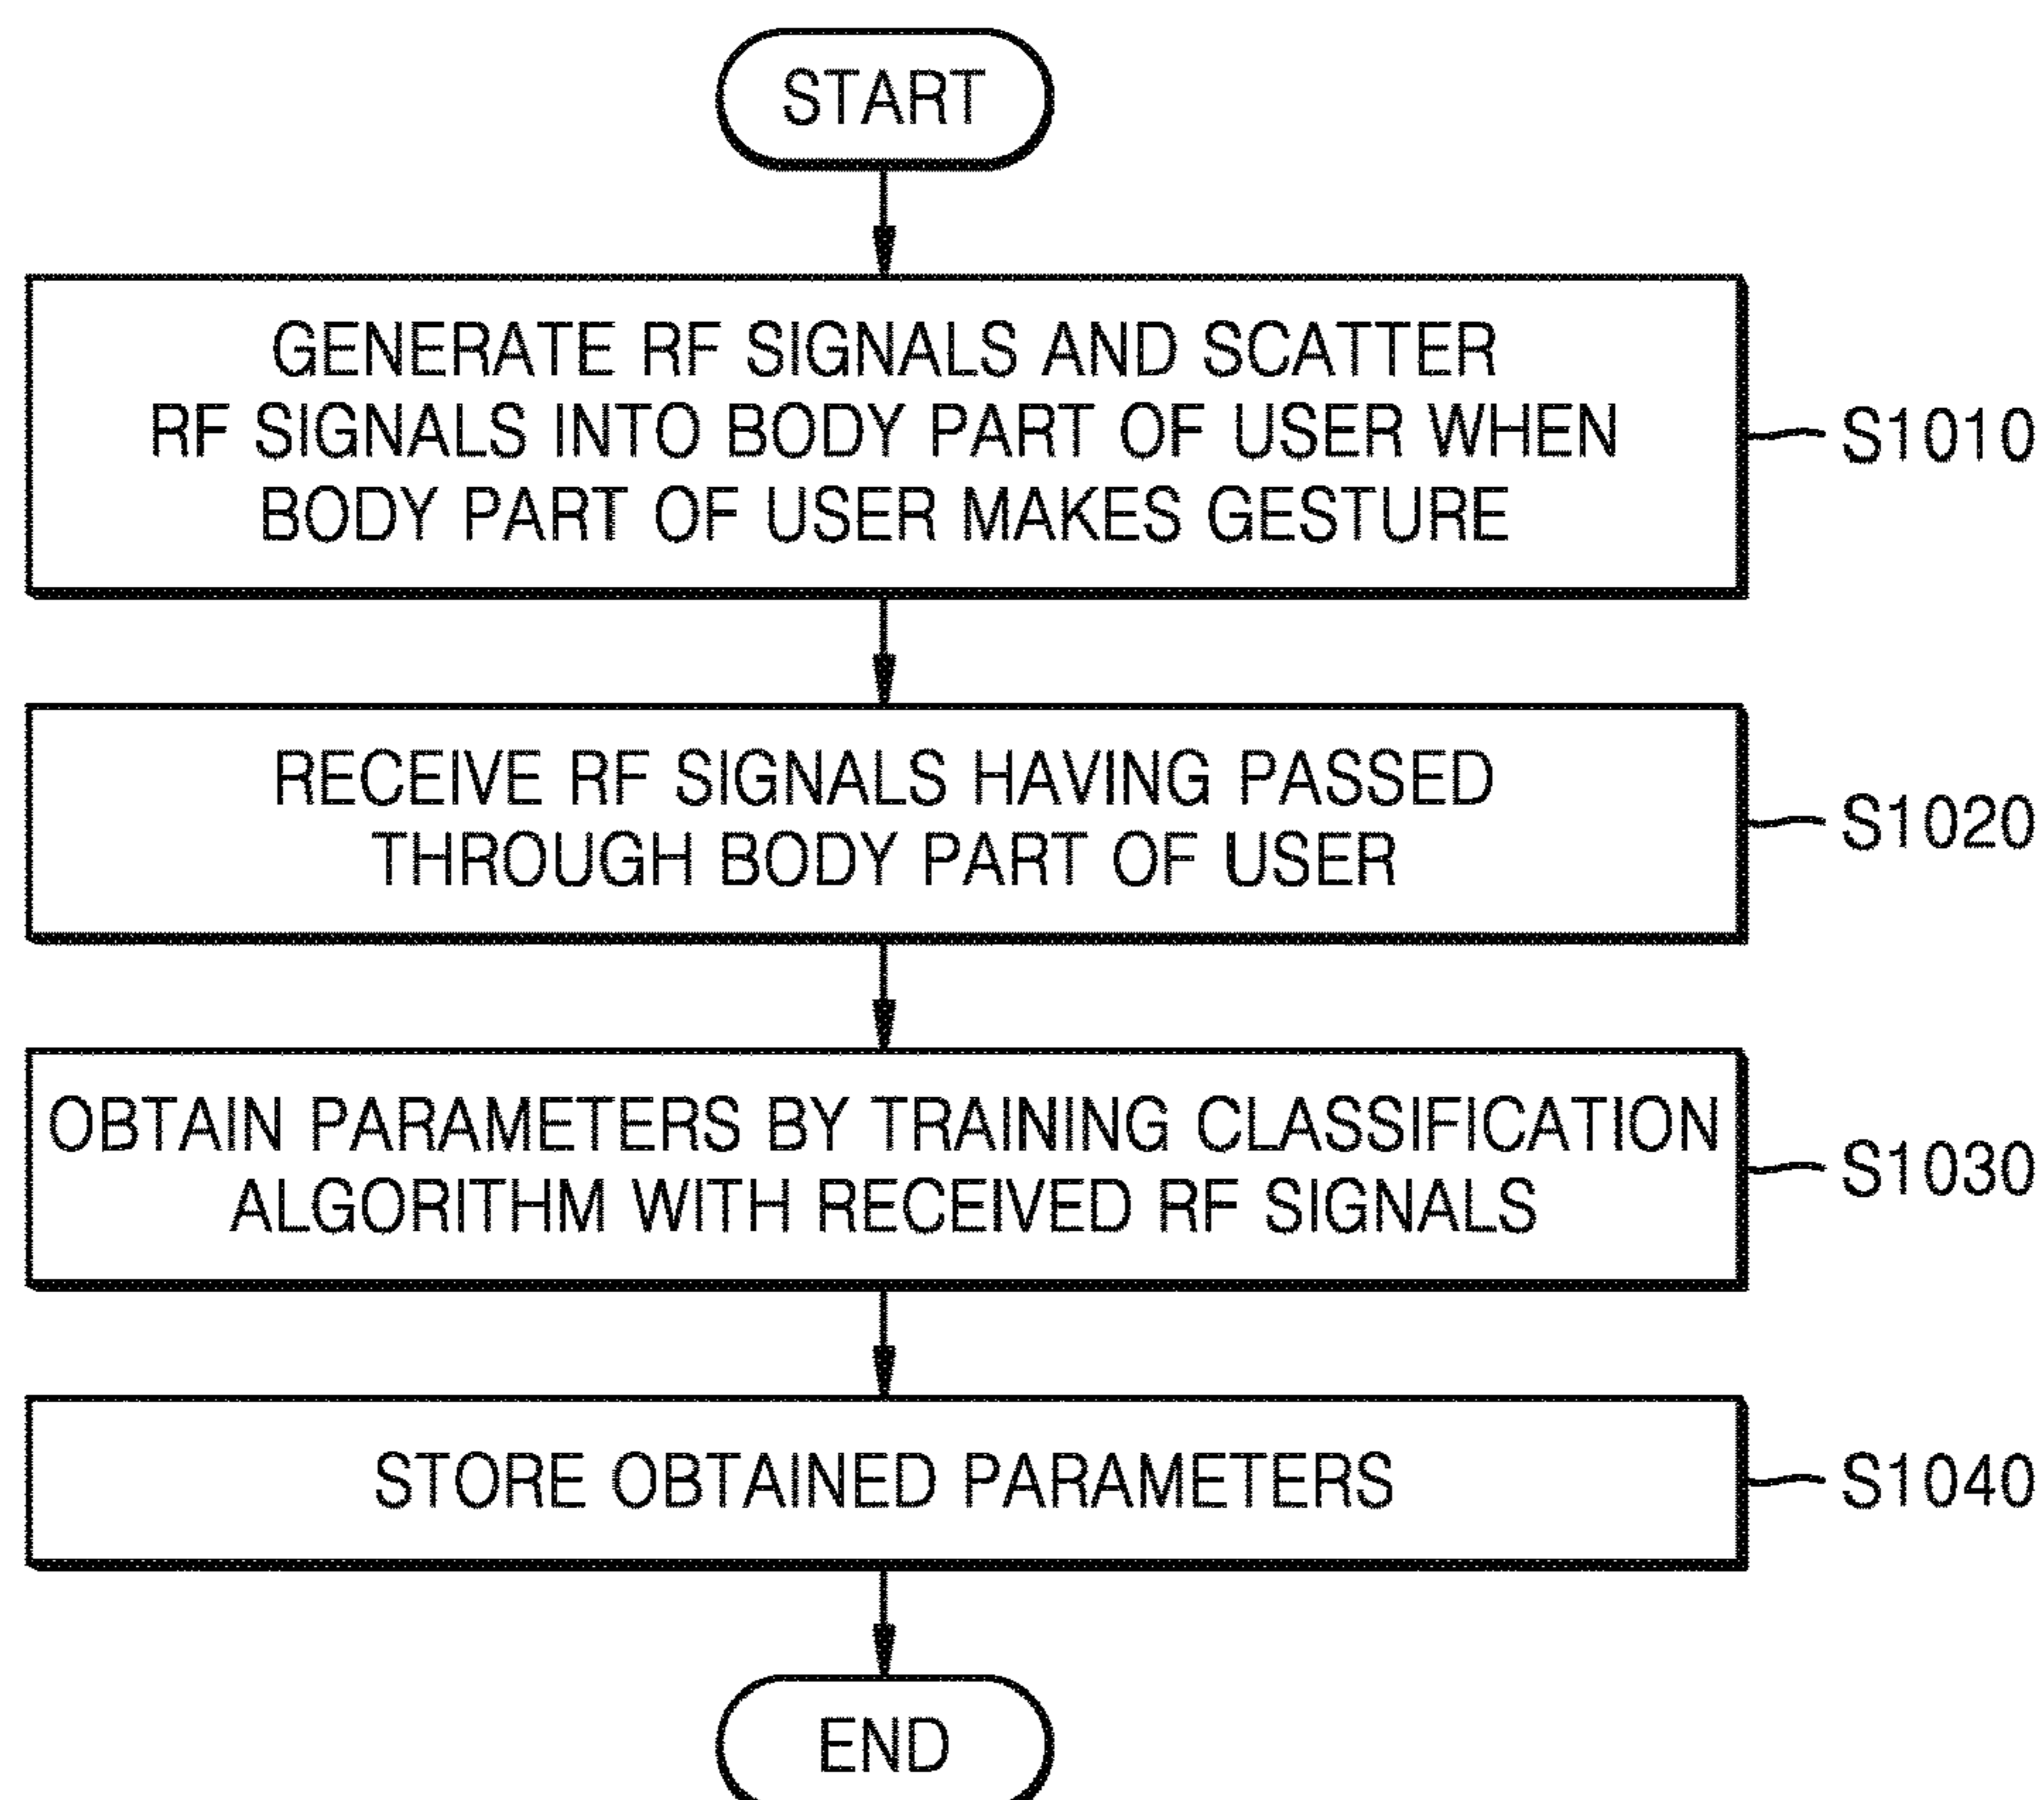 START
GENERATE RF SIGNALS AND SCATTER
RF SIGNALS INTO BODY PART OF USER WHEN
BODY PART OF USER MAKES GESTURE
S1010
RECEIVE RF SIGNALS HAVING PASSED
THROUGH BODY PART OF USER
S1020
OBTAIN PARAMETERS BY TRAINING CLASSIFICATION
ALGORITHM WITH RECEIVED RF SIGNALS
S1030
STORE OBTAINED PARAMETERS
S1040
END